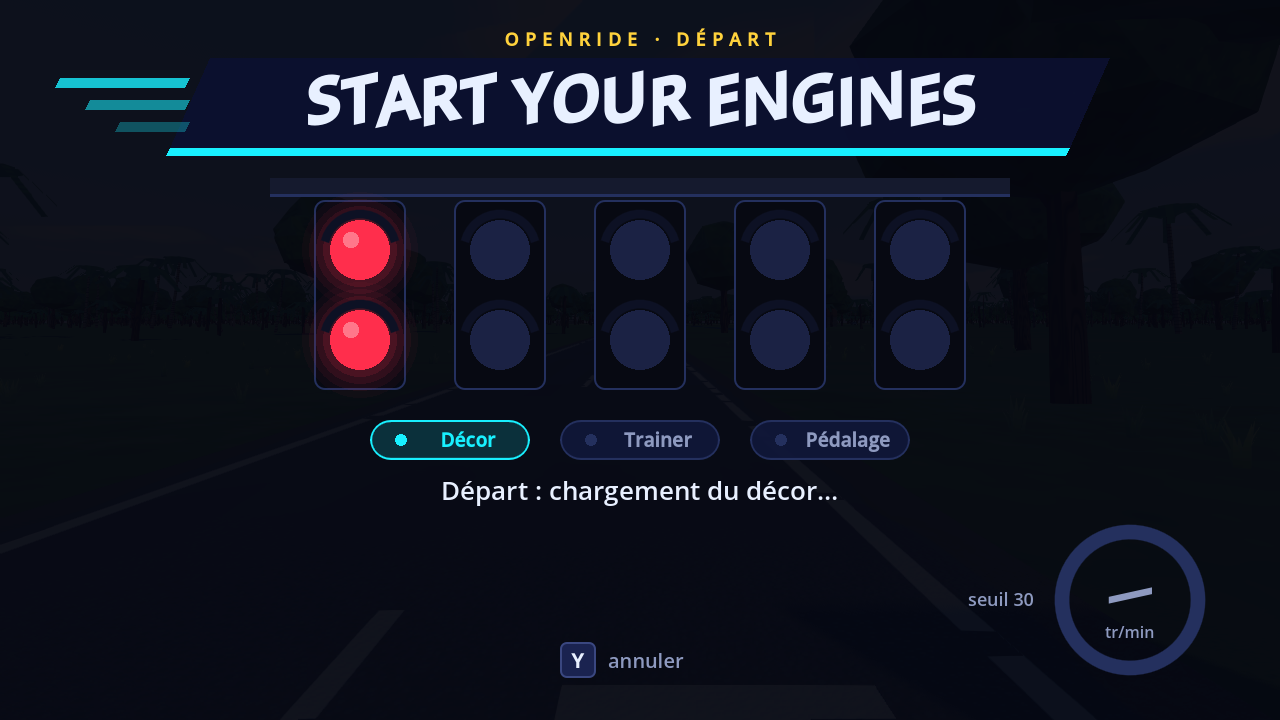 OPENRIDE · DÉPART
START YOUR ENGINES
Décor
Trainer
Pédalage
Départ : chargement du décor...
seuil 30
—
tr/min
Y annuler